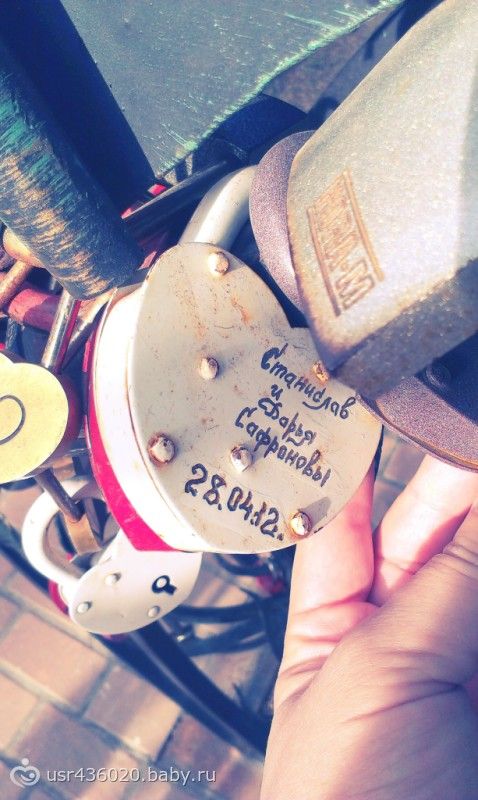 Станислав
и
Дарья
Сафроновы
28.04.12.
usr436020.baby.ru